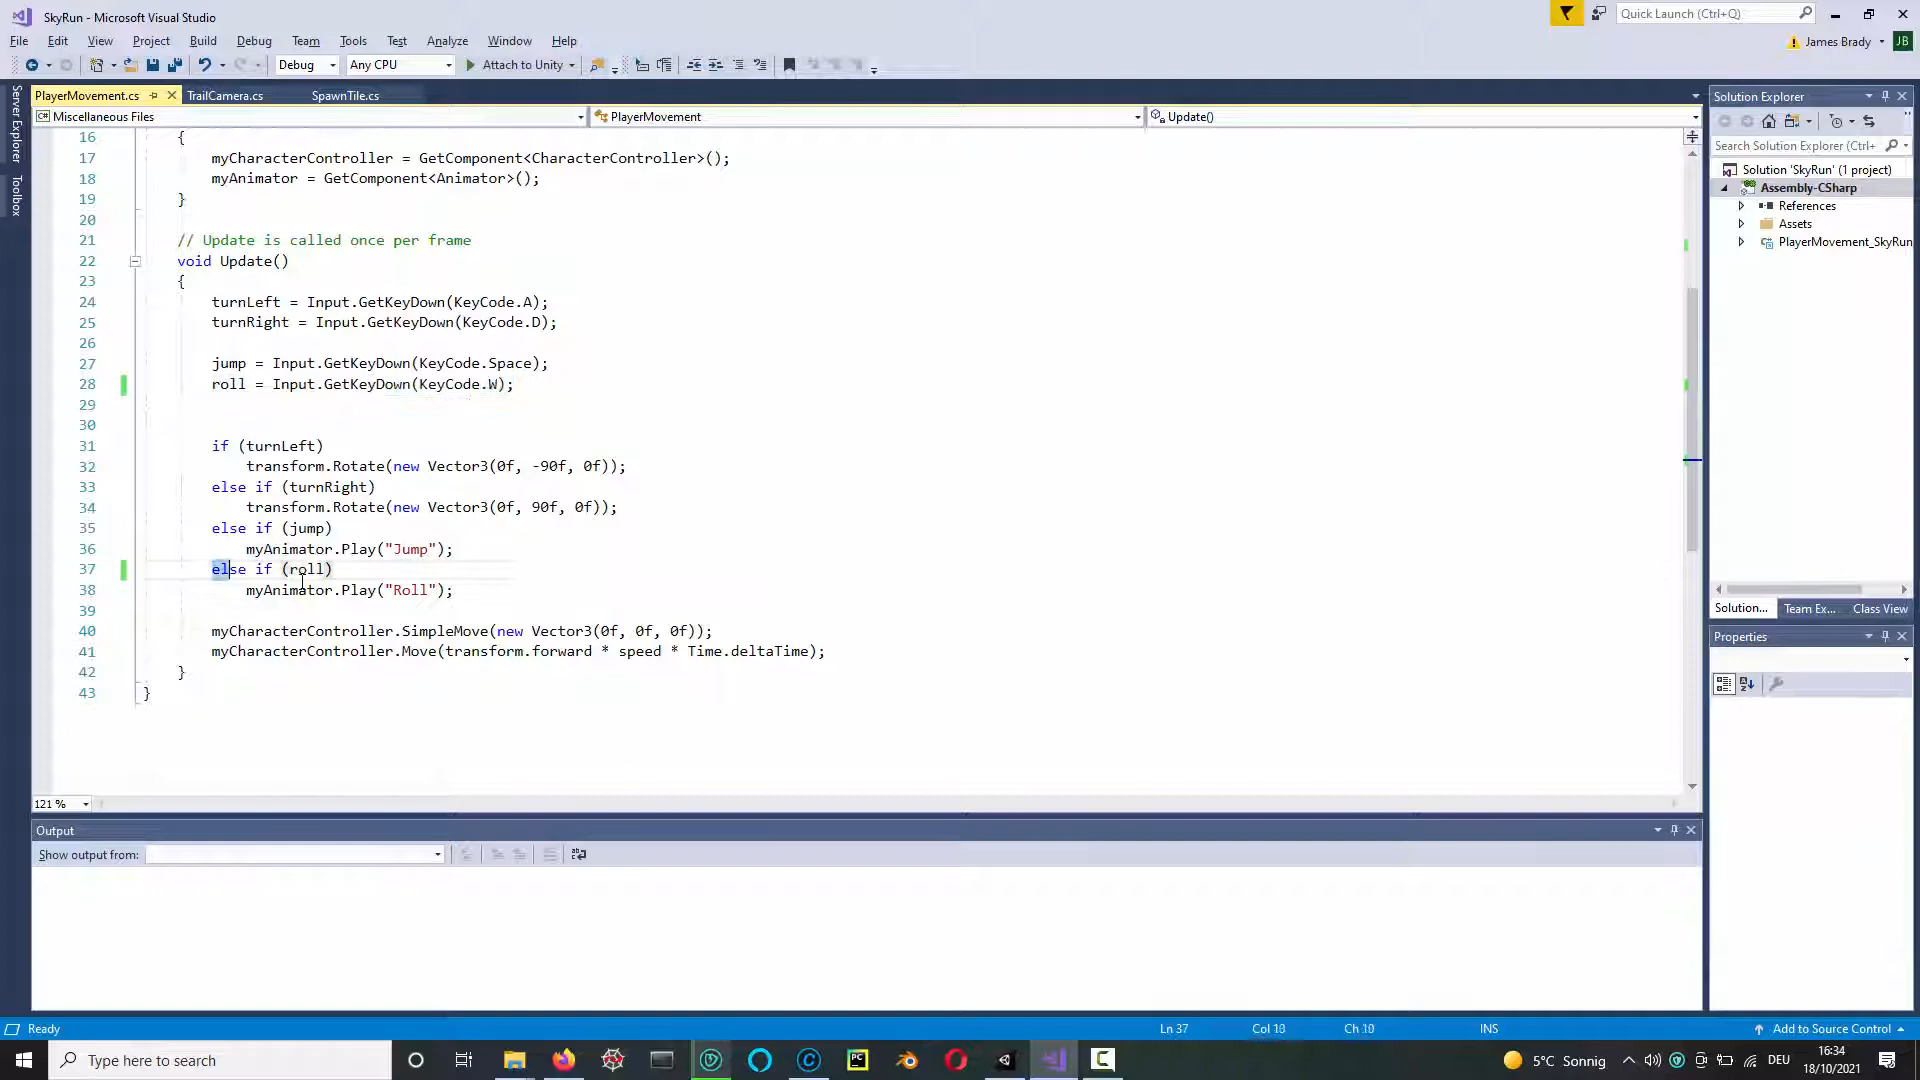 SkyRun - Microsoft Visual Studio
Quick Launch (Ctrl+Q)
File Edit View Project Build Debug Team Tools Test Analyze Window Help
James Brady JB
Debug Any CPU Attach to Unity
Server Explorer
Toolbox
PlayerMovement.cs TrailCamera.cs SpawnTile.cs
Miscellaneous Files PlayerMovement Update()
16 {
17 myCharacterController = GetComponent<CharacterController>();
18 myAnimator = GetComponent<Animator>();
19 }
20
21 // Update is called once per frame
22 void Update()
23 {
24 turnLeft = Input.GetKeyDown(KeyCode.A);
25 turnRight = Input.GetKeyDown(KeyCode.D);
26
27 jump = Input.GetKeyDown(KeyCode.Space);
28 roll = Input.GetKeyDown(KeyCode.W);
29
30
31 if (turnLeft)
32 transform.Rotate(new Vector3(0f, -90f, 0f));
33 else if (turnRight)
34 transform.Rotate(new Vector3(0f, 90f, 0f));
35 else if (jump)
36 myAnimator.Play("Jump");
37 else if (roll)
38 myAnimator.Play("Roll");
39
40 myCharacterController.SimpleMove(new Vector3(0f, 0f, 0f));
41 myCharacterController.Move(transform.forward * speed * Time.deltaTime);
42 }
43 }
121 %
Output
Show output from:
Solution Explorer
Search Solution Explorer (Ctrl+
Solution 'SkyRun' (1 project)
Assembly-CSharp
References
Assets
PlayerMovement_SkyRun
Solution... Team Ex... Class View
Properties
Ready Ln 37 Col 10 Ch 10 INS Add to Source Control
Type here to search
PC
5°C Sonnig DEU
16:34
18/10/2021